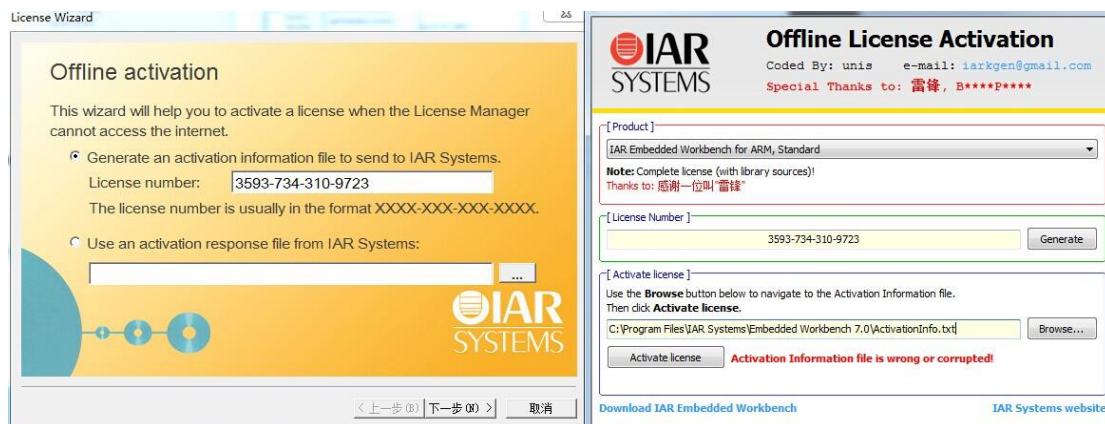 License Wizard
Offline activation
This wizard will help you to activate a license when the License Manager
cannot access the internet.
Generate an activation information file to send to IAR Systems.
License number: 3593-734-310-9723
The license number is usually in the format XXXX-XXX-XXX-XXXX.
Use an activation response file from IAR Systems:
...
IAR
SYSTEMS
< 上一步(B) 下一步(N) > 取消
IAR
SYSTEMS
Offline License Activation
Coded By: unis e-mail: iarkgen@gmail.com
Special Thanks to: 雷锋, B****P****
[ Product ]
IAR Embedded Workbench for ARM, Standard
Note: Complete license (with library sources)!
Thanks to: 感谢一位叫"雷锋"
[ License Number ]
3593-734-310-9723 Generate
[ Activate license ]
Use the Browse button below to navigate to the Activation Information file.
Then click Activate license.
C:\Program Files\IAR Systems\Embedded Workbench 7.0\ActivationInfo.txt Browse...
Activate license Activation Information file is wrong or corrupted!
Download IAR Embedded Workbench IAR Systems website